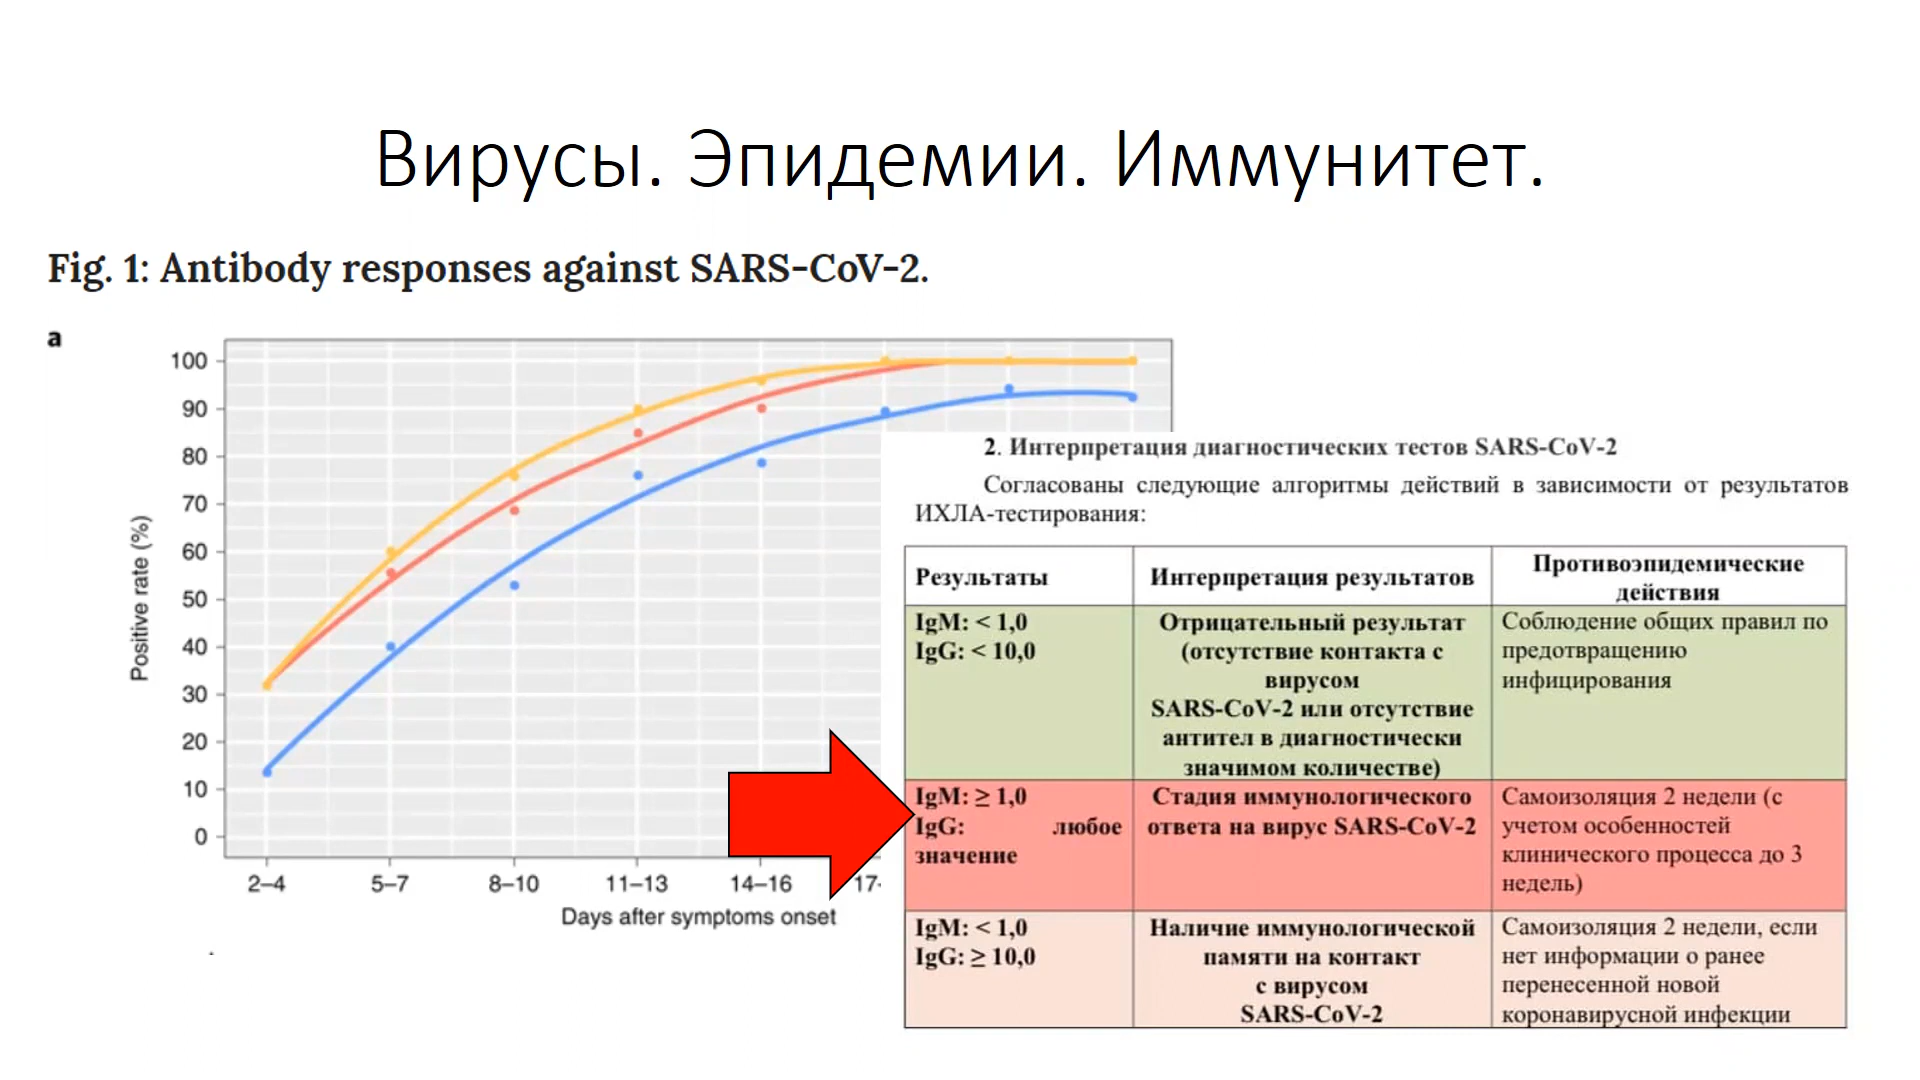 Вирусы. Эпидемии. Иммунитет.
Fig. 1: Antibody responses against SARS-CoV-2.
a
100
90
80
70
60
50
40
30
20
10
0
Positive rate (%)
2–4
5–7
8–10
11–13
14–16
17-
Days after symptoms onset
2. Интерпретация диагностических тестов SARS-CoV-2
Согласованы следующие алгоритмы действий в зависимости от результатов
ИХЛА-тестирования:
Результаты
Интерпретация результатов
Противоэпидемические
действия
IgM: < 1,0
IgG: < 10,0
Отрицательный результат
(отсутствие контакта с
вирусом
SARS-CoV-2 или отсутствие
антител в диагностически
значимом количестве)
Соблюдение общих правил по
предотвращению
инфицирования
IgM: ≥ 1,0
IgG: любое
значение
Стадия иммунологического
ответа на вирус SARS-CoV-2
Самоизоляция 2 недели (с
учетом особенностей
клинического процесса до 3
недель)
IgM: < 1,0
IgG: ≥ 10,0
Наличие иммунологической
памяти на контакт
с вирусом
SARS-CoV-2
Самоизоляция 2 недели, если
нет информации о ранее
перенесенной новой
коронавирусной инфекции